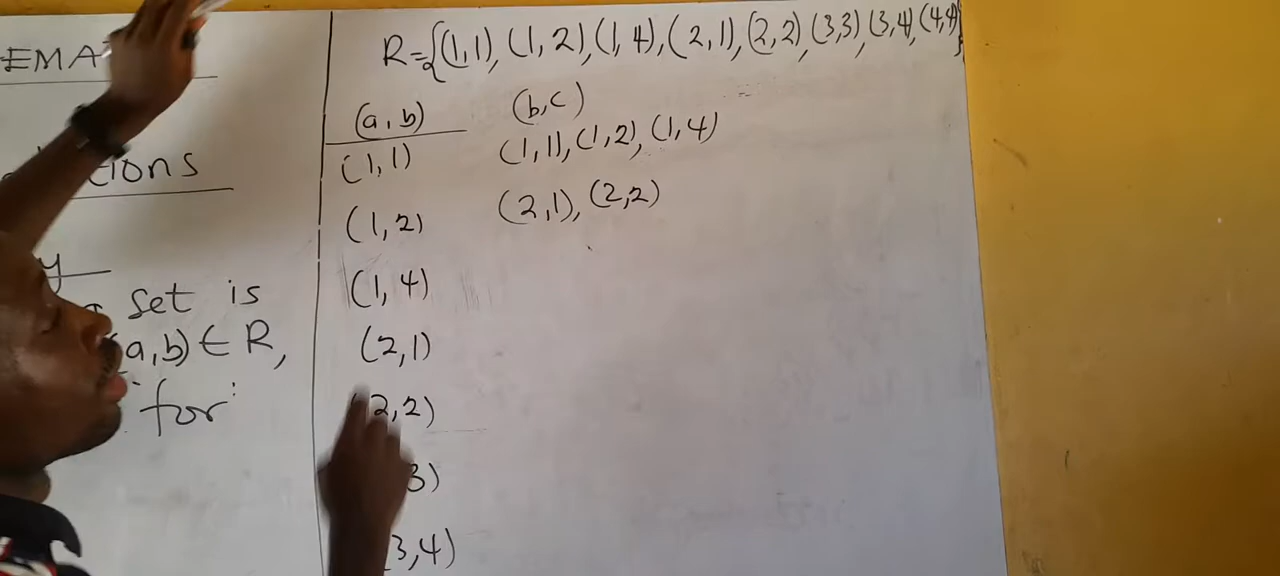 EMA
R={(1,1), (1,2), (1,4), (2,1), (2,2), (3,3), (3,4), (4,4)}
(a, b) (b,c)
(1,1) (1,1), (1,2), (1,4)
(1,2) (2,1), (2,2)
(1, 4)
(2,1)
2,2)
3)
3,4)
tions
y
set is
a,b) ∈ R,
for